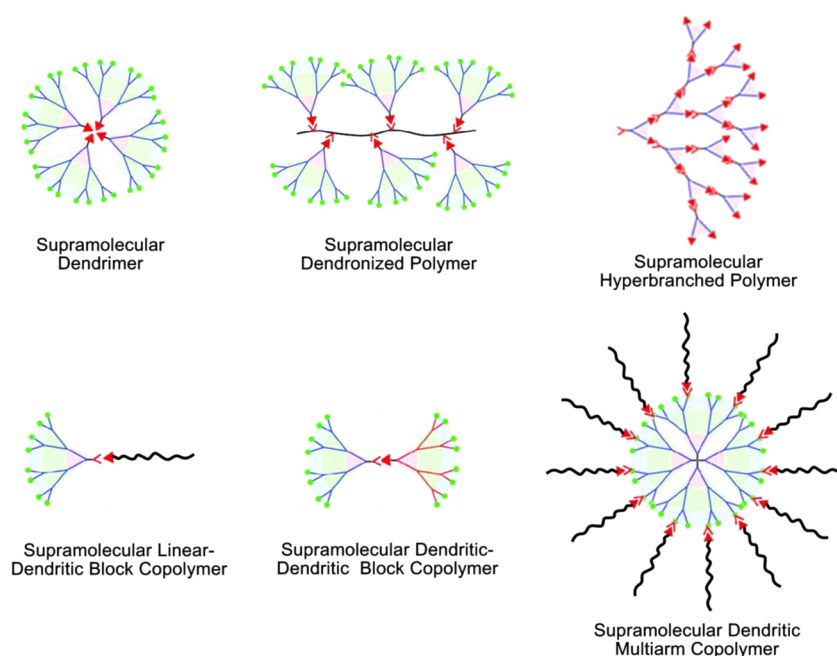 Supramolecular
Dendrimer
Supramolecular
Dendronized Polymer
Supramolecular
Hyperbranched Polymer
Supramolecular Linear-
Dendritic Block Copolymer
Supramolecular Dendritic-
Dendritic Block Copolymer
Supramolecular Dendritic
Multiarm Copolymer